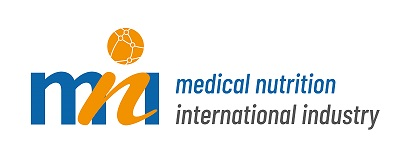 mni
medical nutrition
international industry